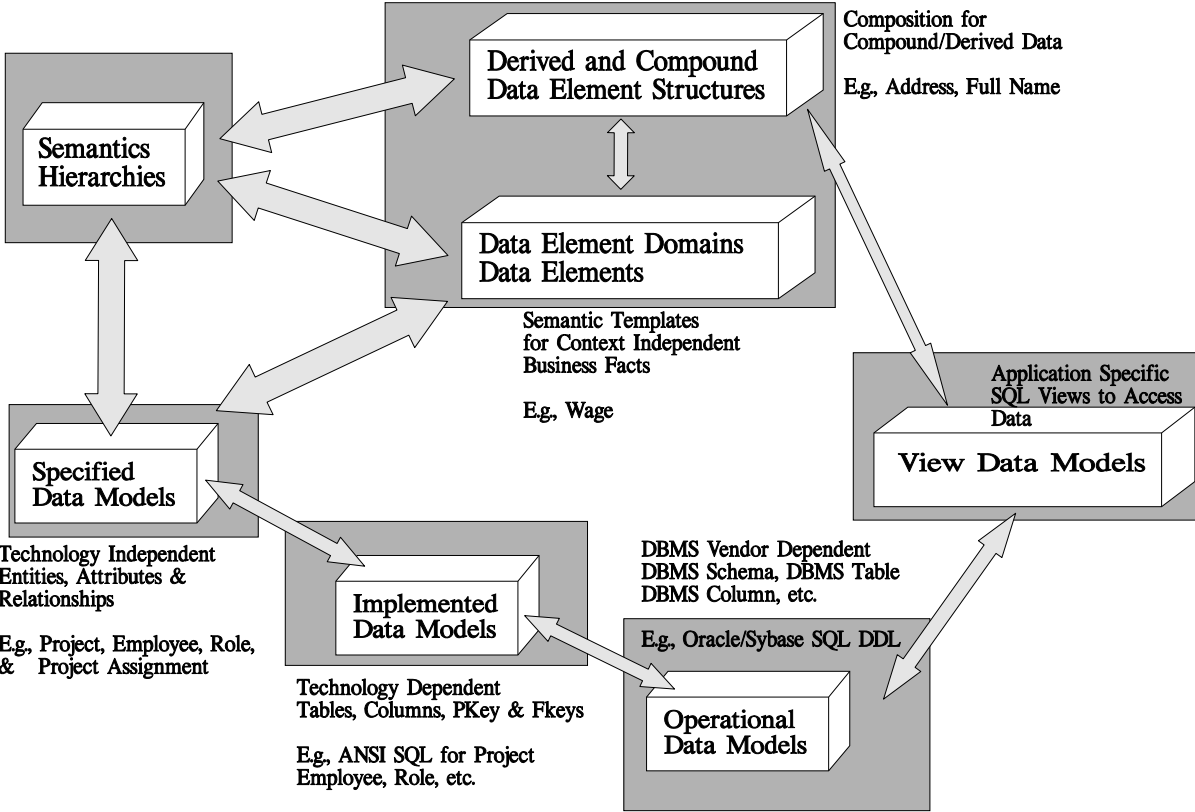 Composition for
Compound/Derived Data
E.g., Address, Full Name
Derived and Compound
Data Element Structures
Semantics
Hierarchies
Data Element Domains
Data Elements
Semantic Templates
for Context Independent
Business Facts
E.g., Wage
Application Specific
SQL Views to Access
Data
View Data Models
Specified
Data Models
Technology Independent
Entities, Attributes &
Relationships
E.g., Project, Employee, Role,
& Project Assignment
Implemented
Data Models
Technology Dependent
Tables, Columns, PKey & Fkeys
E.g., ANSI SQL for Project
Employee, Role, etc.
DBMS Vendor Dependent
DBMS Schema, DBMS Table
DBMS Column, etc.
E.g., Oracle/Sybase SQL DDL
Operational
Data Models